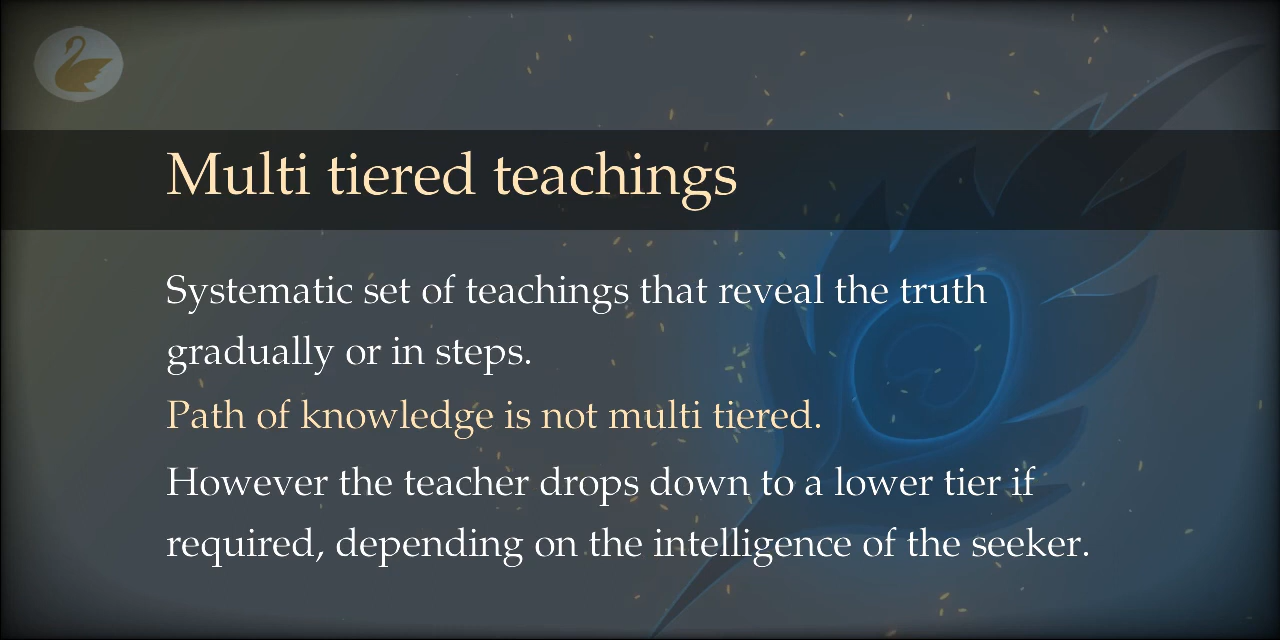 Multi tiered teachings
Systematic set of teachings that reveal the truth
gradually or in steps.
Path of knowledge is not multi tiered.
However the teacher drops down to a lower tier if
required, depending on the intelligence of the seeker.